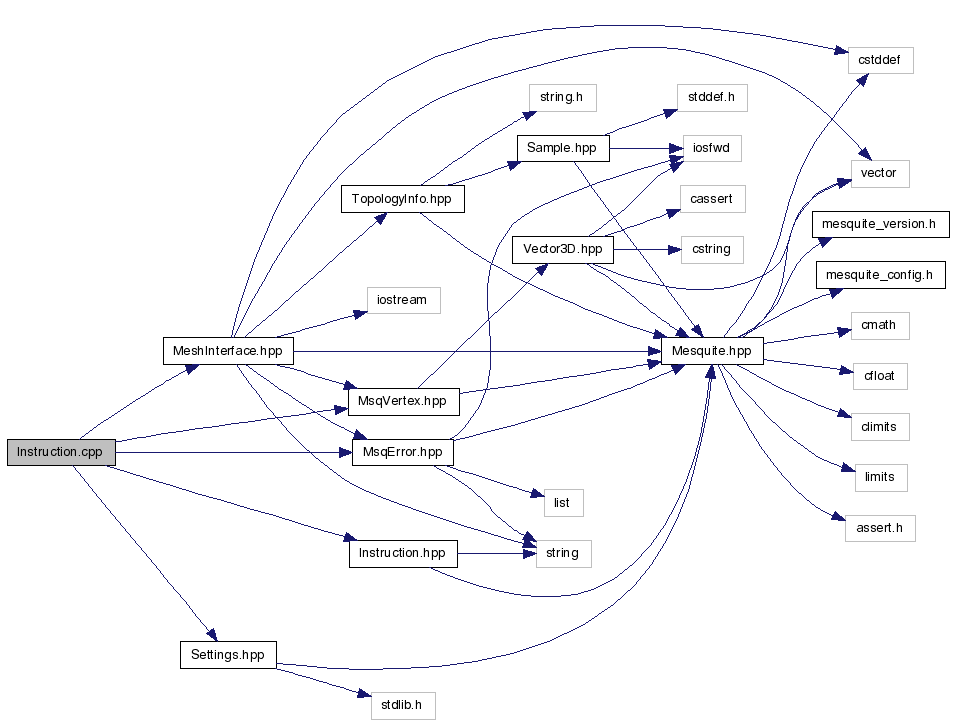 cstddef
string.h
stddef.h
Sample.hpp
iosfwd
vector
TopologyInfo.hpp
cassert
mesquite_version.h
Vector3D.hpp
cstring
mesquite_config.h
iostream
cmath
MeshInterface.hpp
Mesquite.hpp
cfloat
MsqVertex.hpp
climits
Instruction.cpp
MsqError.hpp
limits
list
assert.h
Instruction.hpp
string
Settings.hpp
stdlib.h